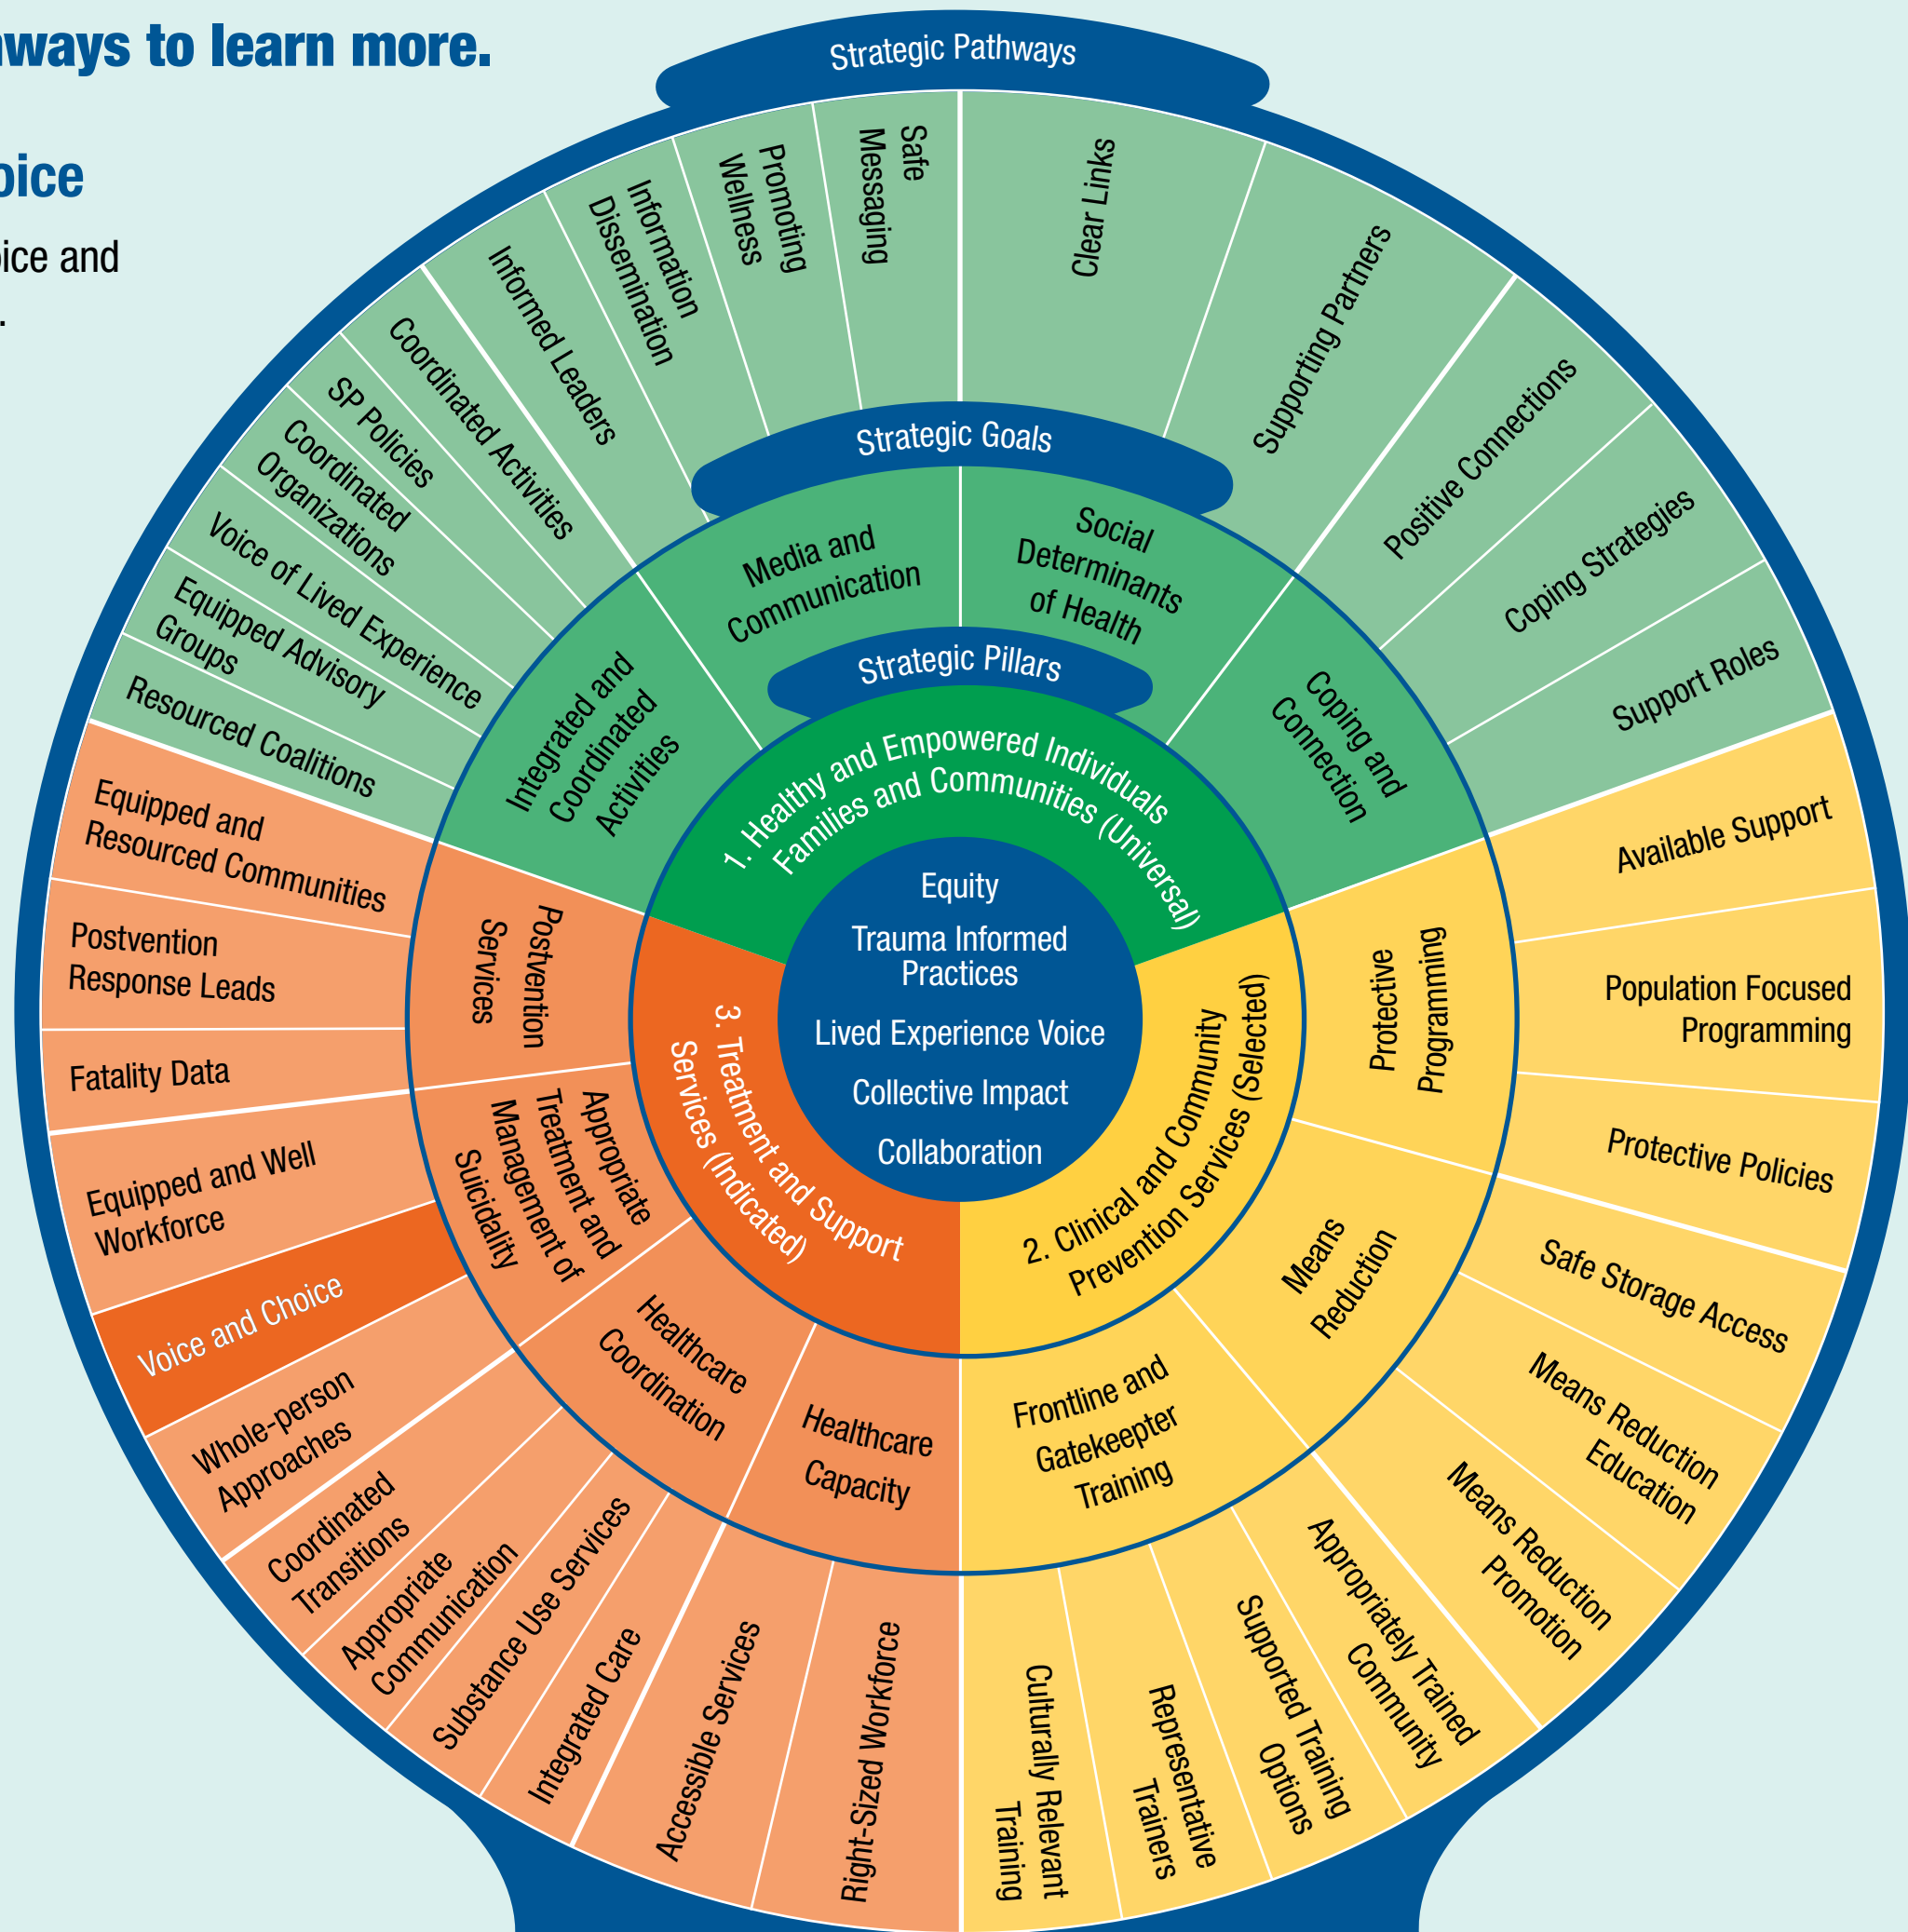 ways to learn more.
oice
oice and
.
Strategic Pathways
Safe
Messaging
Clear Links
Supporting Partners
Positive Connections
Coping Strategies
Support Roles
Available Support
Population Focused
Programming
Protective Policies
Safe Storage Access
Means Reduction
Education
Means Reduction
Promotion
Appropriately Trained
Community
Supported Training
Options
Representative
Trainers
Culturally Relevant
Training
Right-Sized Workforce
Accessible Services
Integrated Care
Substance Use Services
Appropriate
Communication
Coordinated
Transitions
Whole-person
Approaches
Voice and Choice
Equipped and Well
Workforce
Fatality Data
Postvention
Response Leads
Equipped and
Resourced Communities
Resourced Coalitions
Equipped Advisory
Groups
Voice of Lived Experience
Coordinated
Organizations
SP Policies
Coordinated Activities
Informed Leaders
Information
Dissemination
Promoting
Wellness
Strategic Goals
Media and
Communication
Social
Determinants
of Health
Coping and
Connection
Protective
Programming
Means
Reduction
Frontline and
Gatekeepter
Training
Healthcare
Capacity
Healthcare
Coordination
Appropriate
Treatment and
Management of
Suicidality
Postvention
Services
Integrated and
Coordinated
Activities
Strategic Pillars
1. Healthy and Empowered Individuals
Families and Communities (Universal)
2. Clinical and Community
Prevention Services (Selected)
3. Treatment and Support
Services (Indicated)
Equity
Trauma Informed
Practices
Lived Experience Voice
Collective Impact
Collaboration